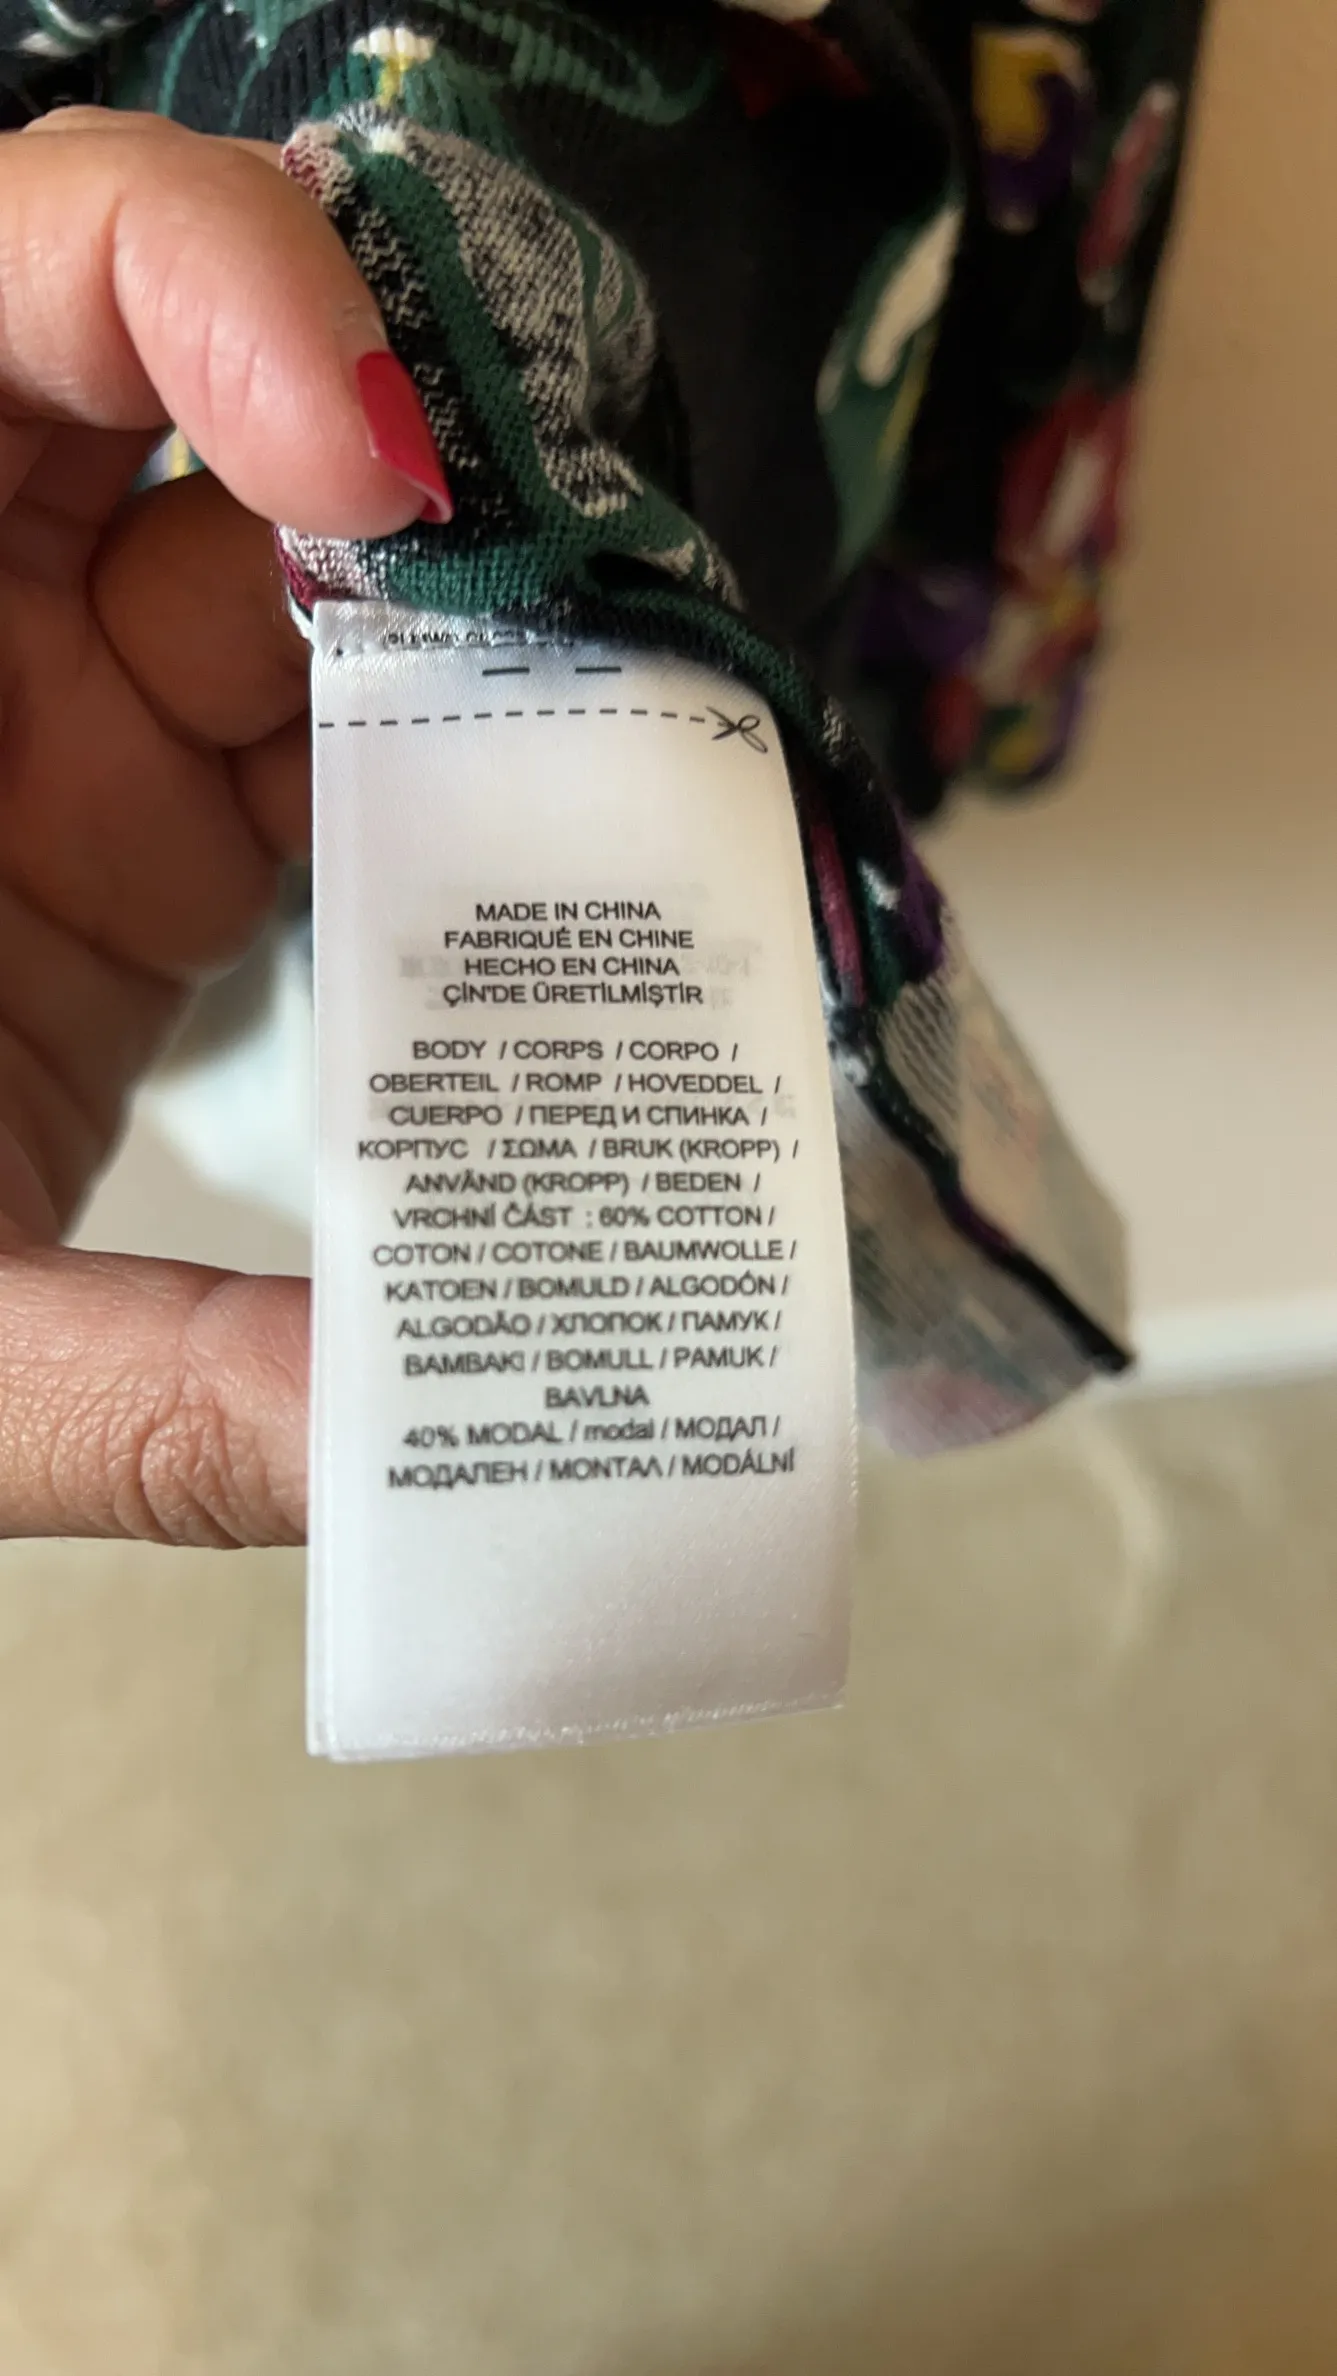 MADE IN CHINA
FABRIQUÉ EN CHINE
HECHO EN CHINA
ÇİN'DE ÜRETİLMİŞTİR
BODY / CORPS / CORPO /
OBERTEIL / ROMP / HOVEDDEL /
CUERPO / ПЕРЕД И СПИНКА /
КОРПУС / ΣΩΜΑ / BRUK (KROPP) /
ANVÄND (KROPP) / BEDEN /
VRCHNÍ ČÁST : 60% COTTON /
COTON / COTONE / BAUMWOLLE /
KATOEN / BOMULD / ALGODÓN /
ALGODÃO / ХЛОПОК / ПАМУК /
ΒΑΜΒΑΚΙ / BOMULL / PAMUK /
BAVLNA
40% MODAL / modal / МОДАЛ /
МОДАЛЕН / ΜΟΝΤΑΛ / MODÁLNÍ